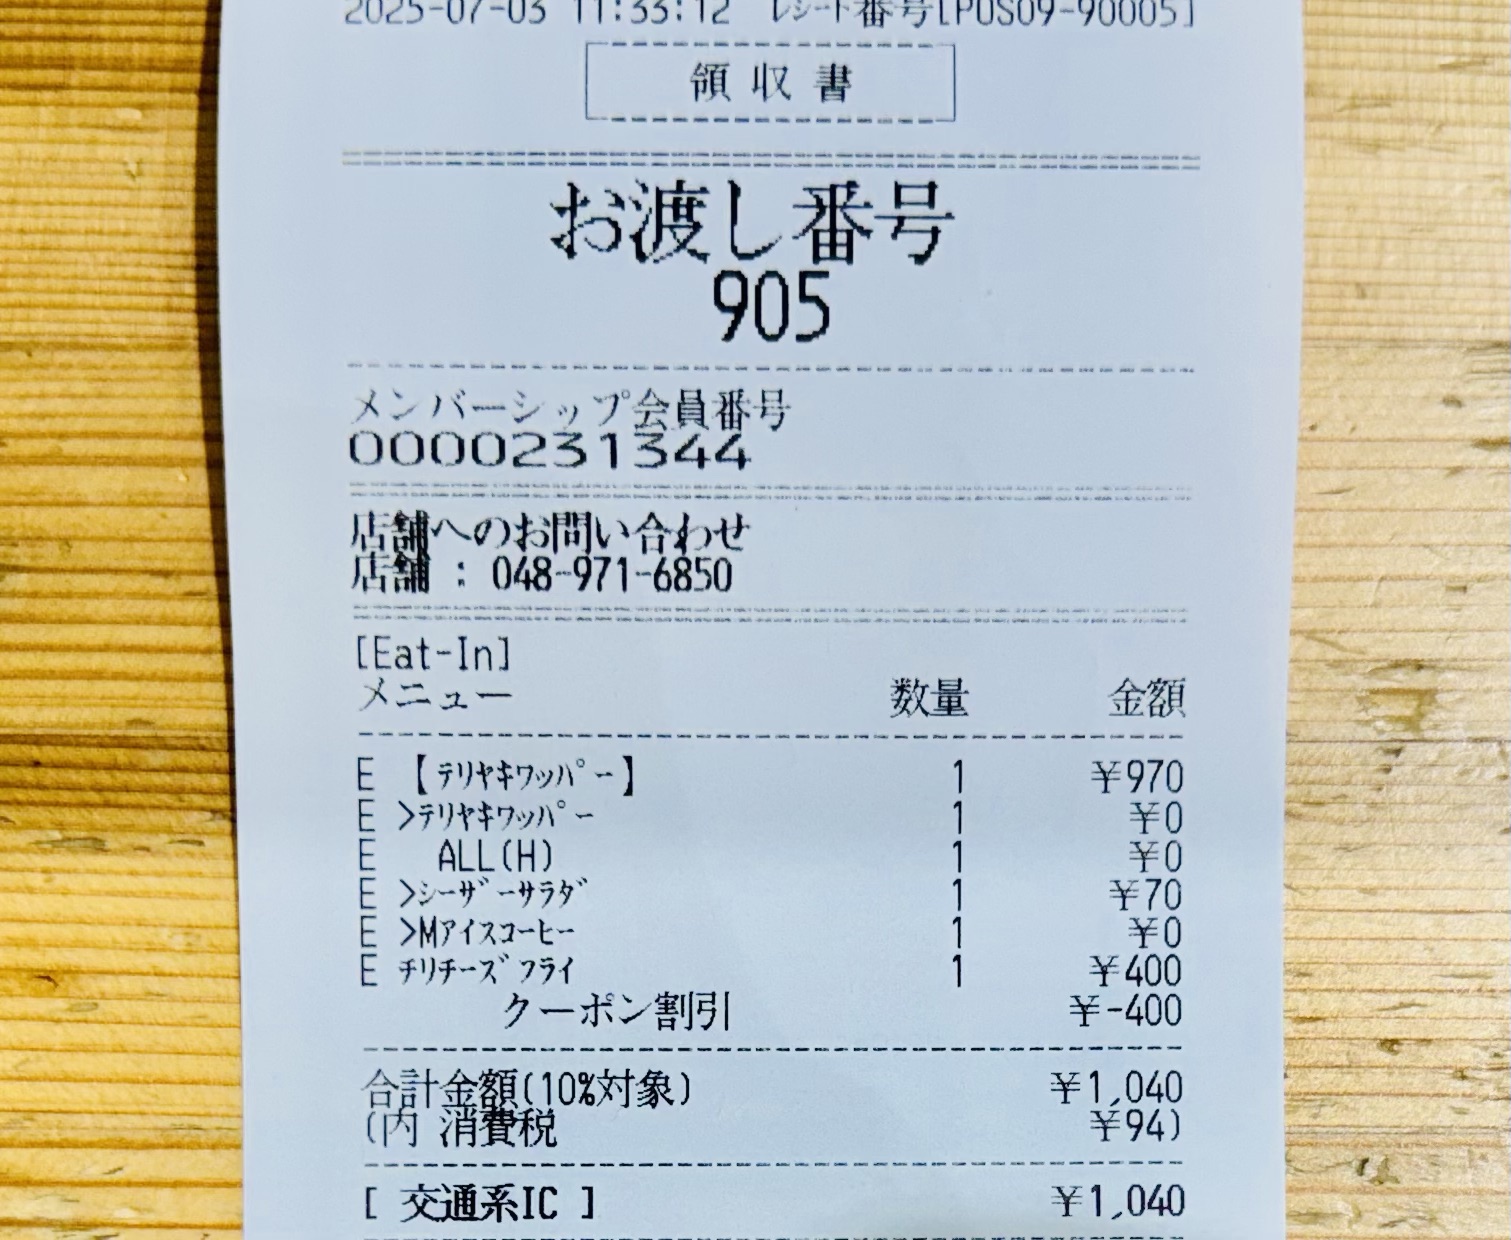 2025-07-03 11:33:12 レシート番号[POS09-90005]
領収書
お渡し番号
905
メンバーシップ会員番号
0000231344
店舗へのお問い合わせ
店舗 : 048-971-6850
[Eat-In]
メニュー 数量 金額
E 【ﾃﾘﾔｷﾜｯﾊﾟｰ】 1 ¥970
E >ﾃﾘﾔｷﾜｯﾊﾟｰ 1 ¥0
E ALL(H) 1 ¥0
E >ｼｰｻﾞｰｻﾗﾀﾞ 1 ¥70
E >Mｱｲｽｺｰﾋｰ 1 ¥0
E ﾁﾘﾁｰｽﾞﾌﾗｲ 1 ¥400
クーポン割引 ¥-400
合計金額(10%対象) ¥1,040
(内 消費税 ¥94)
[ 交通系IC ] ¥1,040